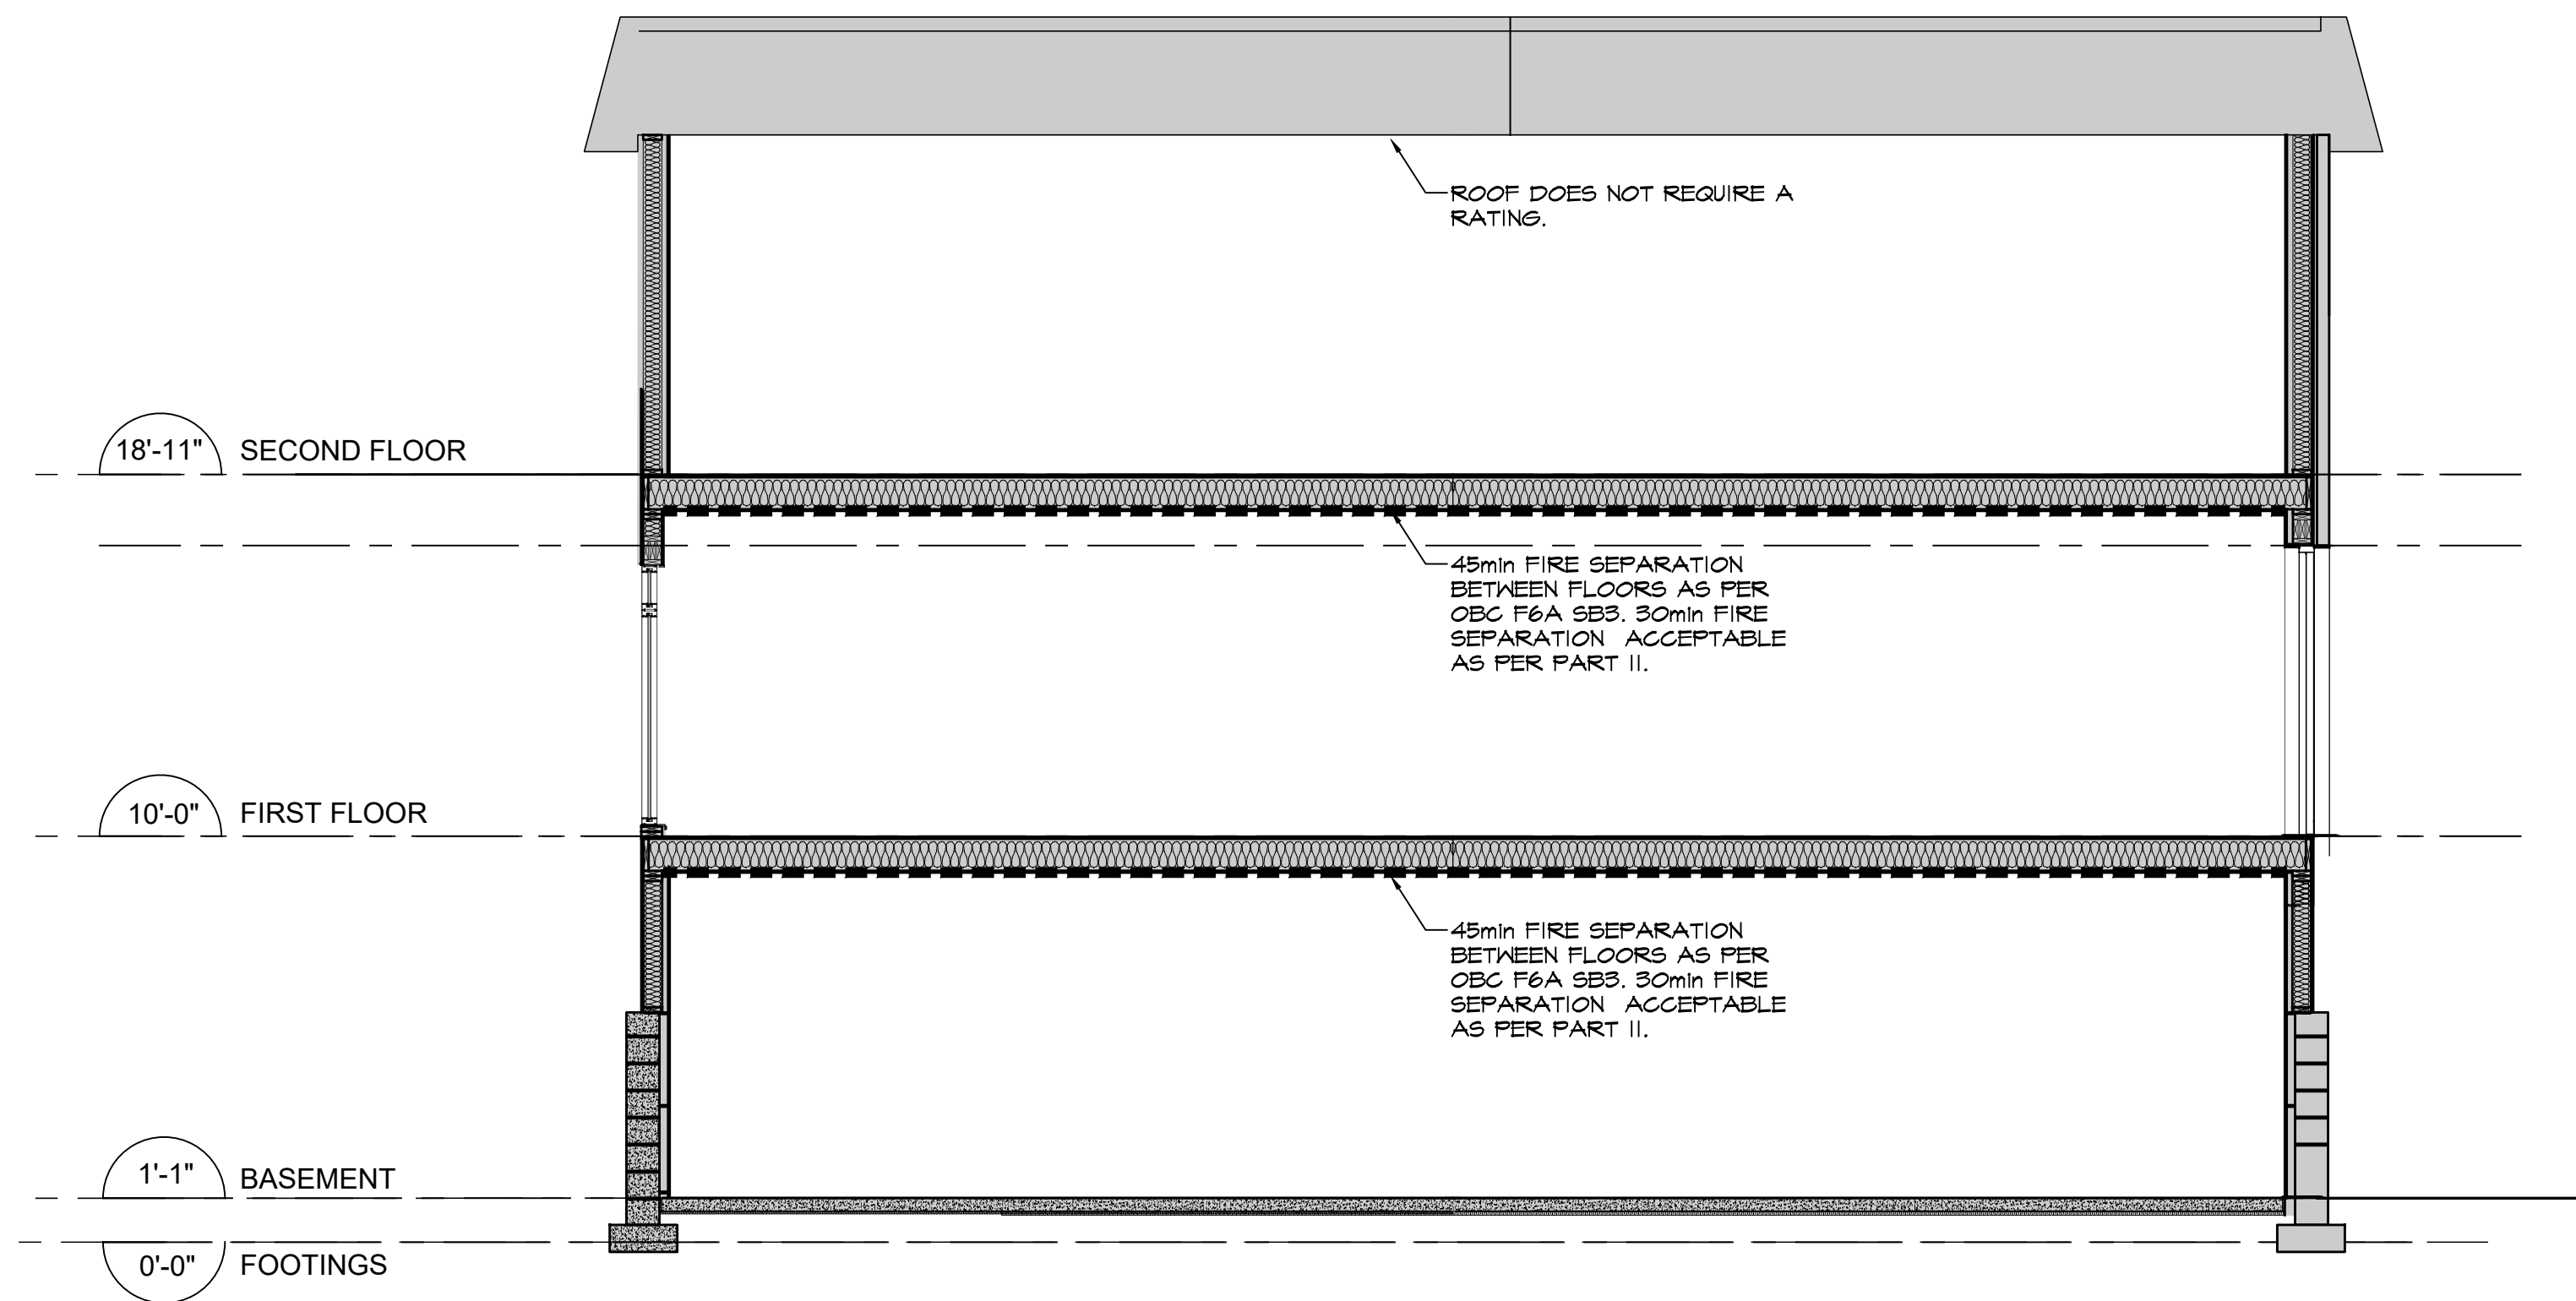 ROOF DOES NOT REQUIRE A
RATING.
18'-11" SECOND FLOOR
45min FIRE SEPARATION
BETWEEN FLOORS AS PER
OBC F6A SB3. 30min FIRE
SEPARATION ACCEPTABLE
AS PER PART 11.
10'-0" FIRST FLOOR
45min FIRE SEPARATION
BETWEEN FLOORS AS PER
OBC F6A SB3. 30min FIRE
SEPARATION ACCEPTABLE
AS PER PART 11.
1'-1" BASEMENT
0'-0" FOOTINGS